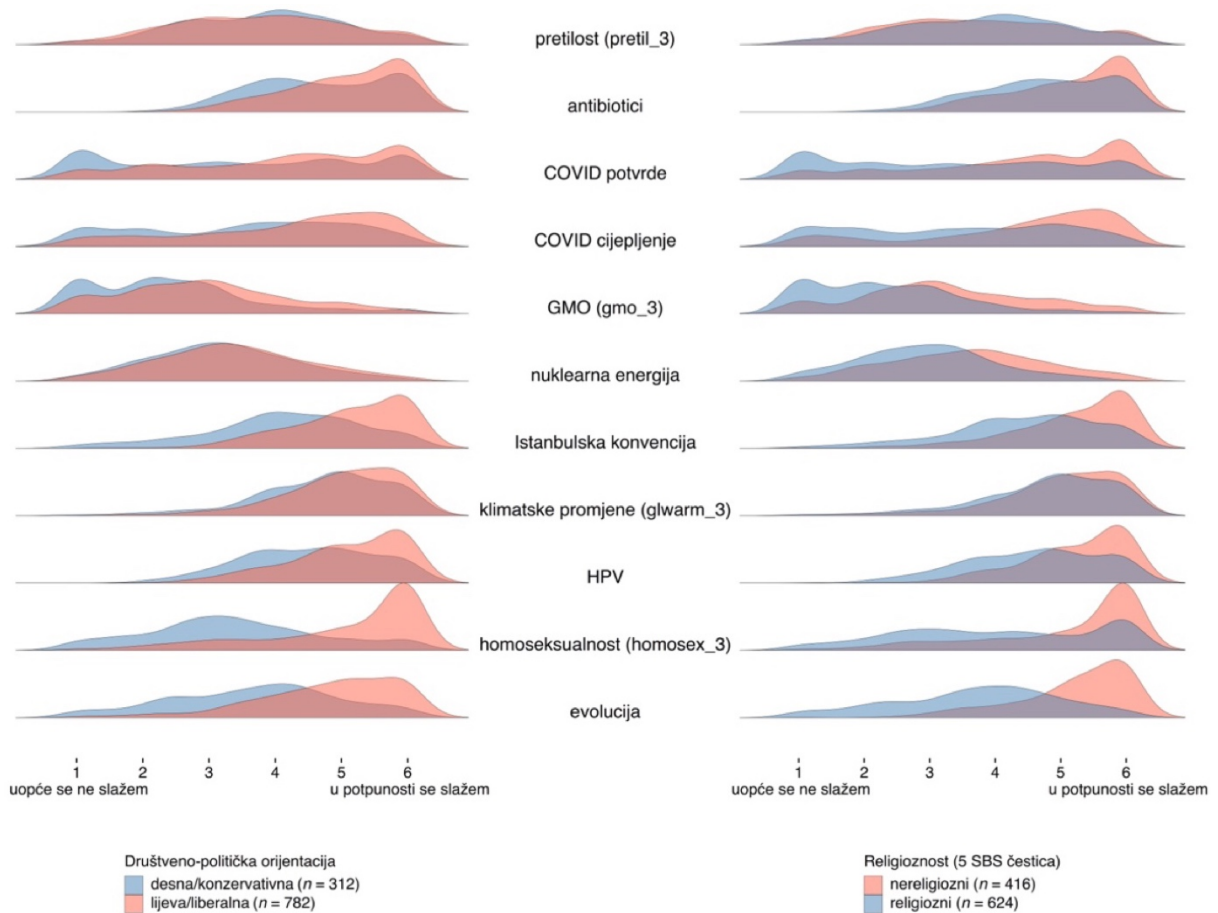 pretilost (pretil_3)
antibiotici
COVID potvrde
COVID cijepljenje
GMO (gmo_3)
nuklearna energija
Istanbulska konvencija
klimatske promjene (glwarm_3)
HPV
homoseksualnost (homosex_3)
evolucija
1 2 3 4 5 6
uopće se ne slažem u potpunosti se slažem
1 2 3 4 5 6
uopće se ne slažem u potpunosti se slažem
Društveno-politička orijentacija
desna/konzervativna (n = 312)
lijeva/liberalna (n = 782)
Religioznost (5 SBS čestica)
nereligiozni (n = 416)
religiozni (n = 624)